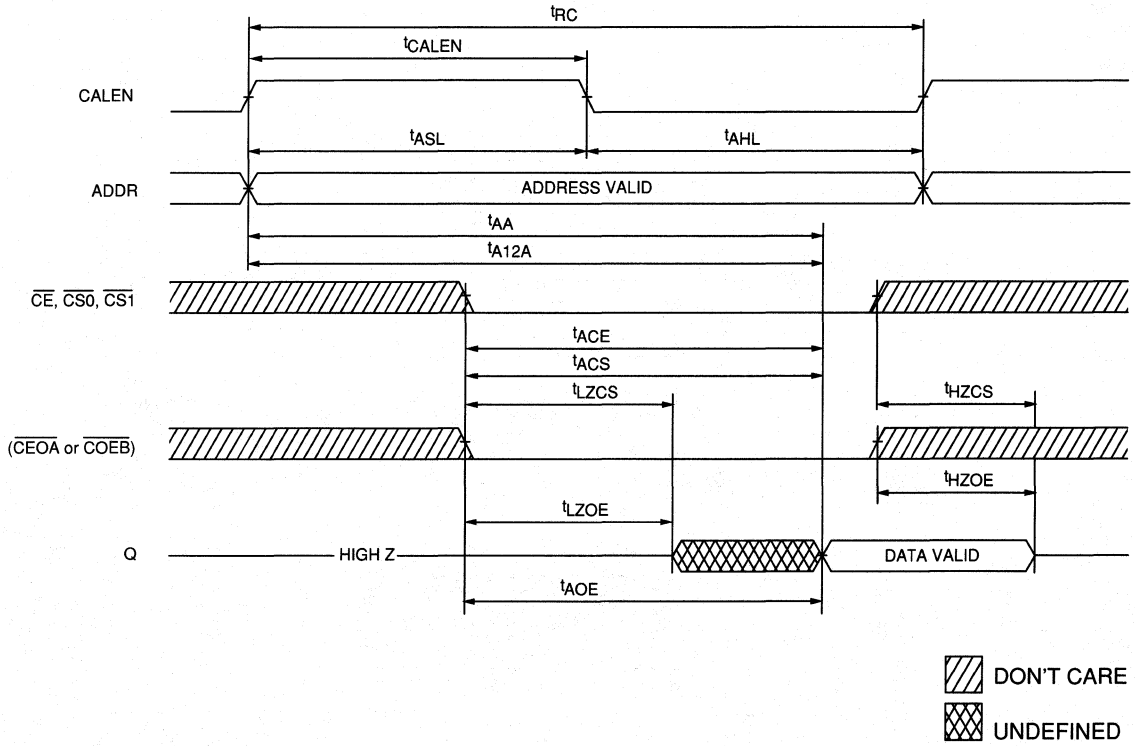 tRC
tCALEN
CALEN
tASL
tAHL
ADDR
ADDRESS VALID
tAA
tA12A
CE, CS0, CS1
tACE
tACS
tLZCS
tHZCS
(CEOA or COEB)
tHZOE
tLZOE
Q
HIGH Z
DATA VALID
tAOE
DON'T CARE
UNDEFINED